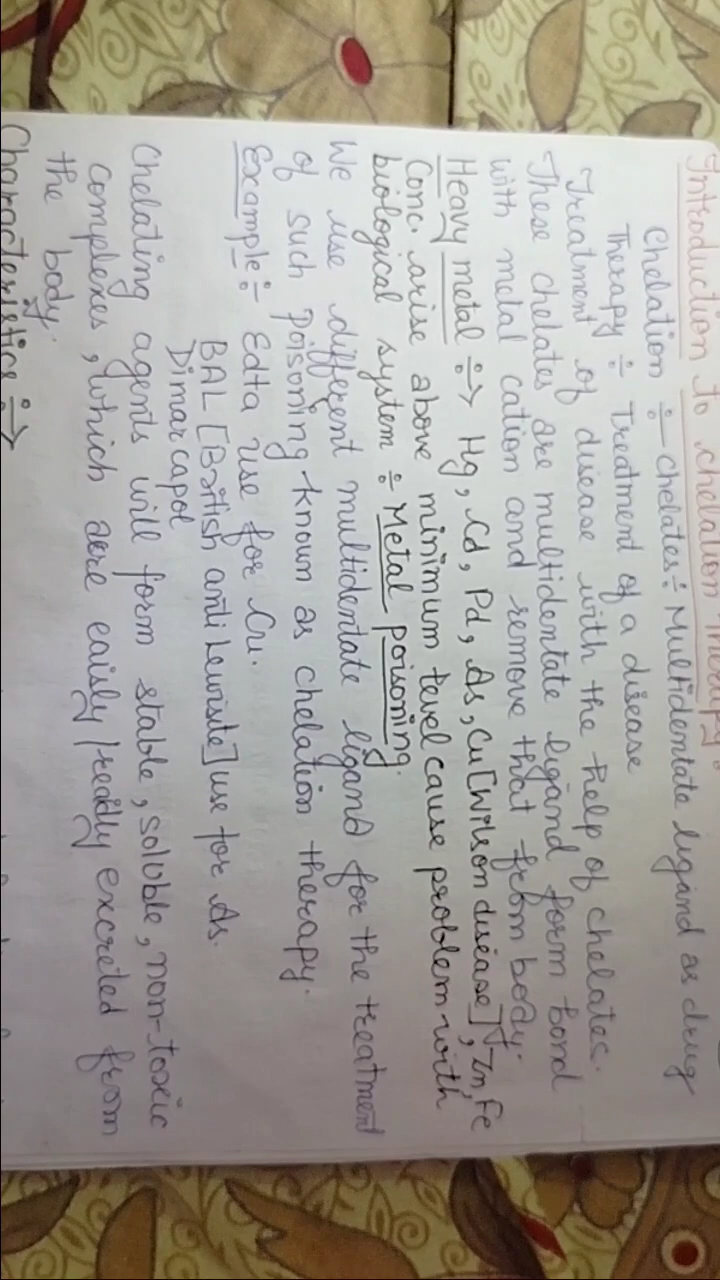 Introduction to chelation therapy:
Chelation ÷ chelates ÷ Multidentate ligand as drug
Therapy ÷ Treatment of a disease
Treatment of disease with the help of chelates.
These chelates are multidentate ligand form bond
with metal cation and remove that from body.
Heavy metal ÷→ Hg, Cd, Pd, As, Cu [Wilson disease], Zn, Fe
Conc. arise above minimum level cause problem with
biological system ÷ Metal poisoning.
We use different multidentate ligand for the treatment
of such poisoning known as chelation therapy.
Example ÷ Edta use for Cu.
BAL [British anti Lewisite] use for As.
Dimarcapol
Chelating agents will form stable, soluble, non-toxic
complexes, which are eaisly/readly excreted from
the body.
Characteristics ÷→